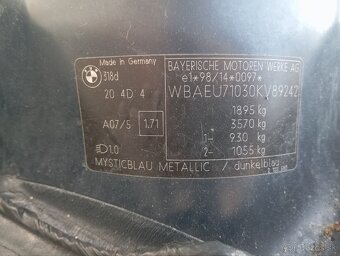 Made in Germany
BMW
318d
20 4D 4
A07/5 1.71
1.0
BAYERISCHE MOTOREN WERKE AG
e1*98/14*0097*
WBAEU71030KV89242
1895 kg
3570 kg
1- 930 kg
2- 1055 kg
MYSTICBLAU METALLIC / dunkelblau